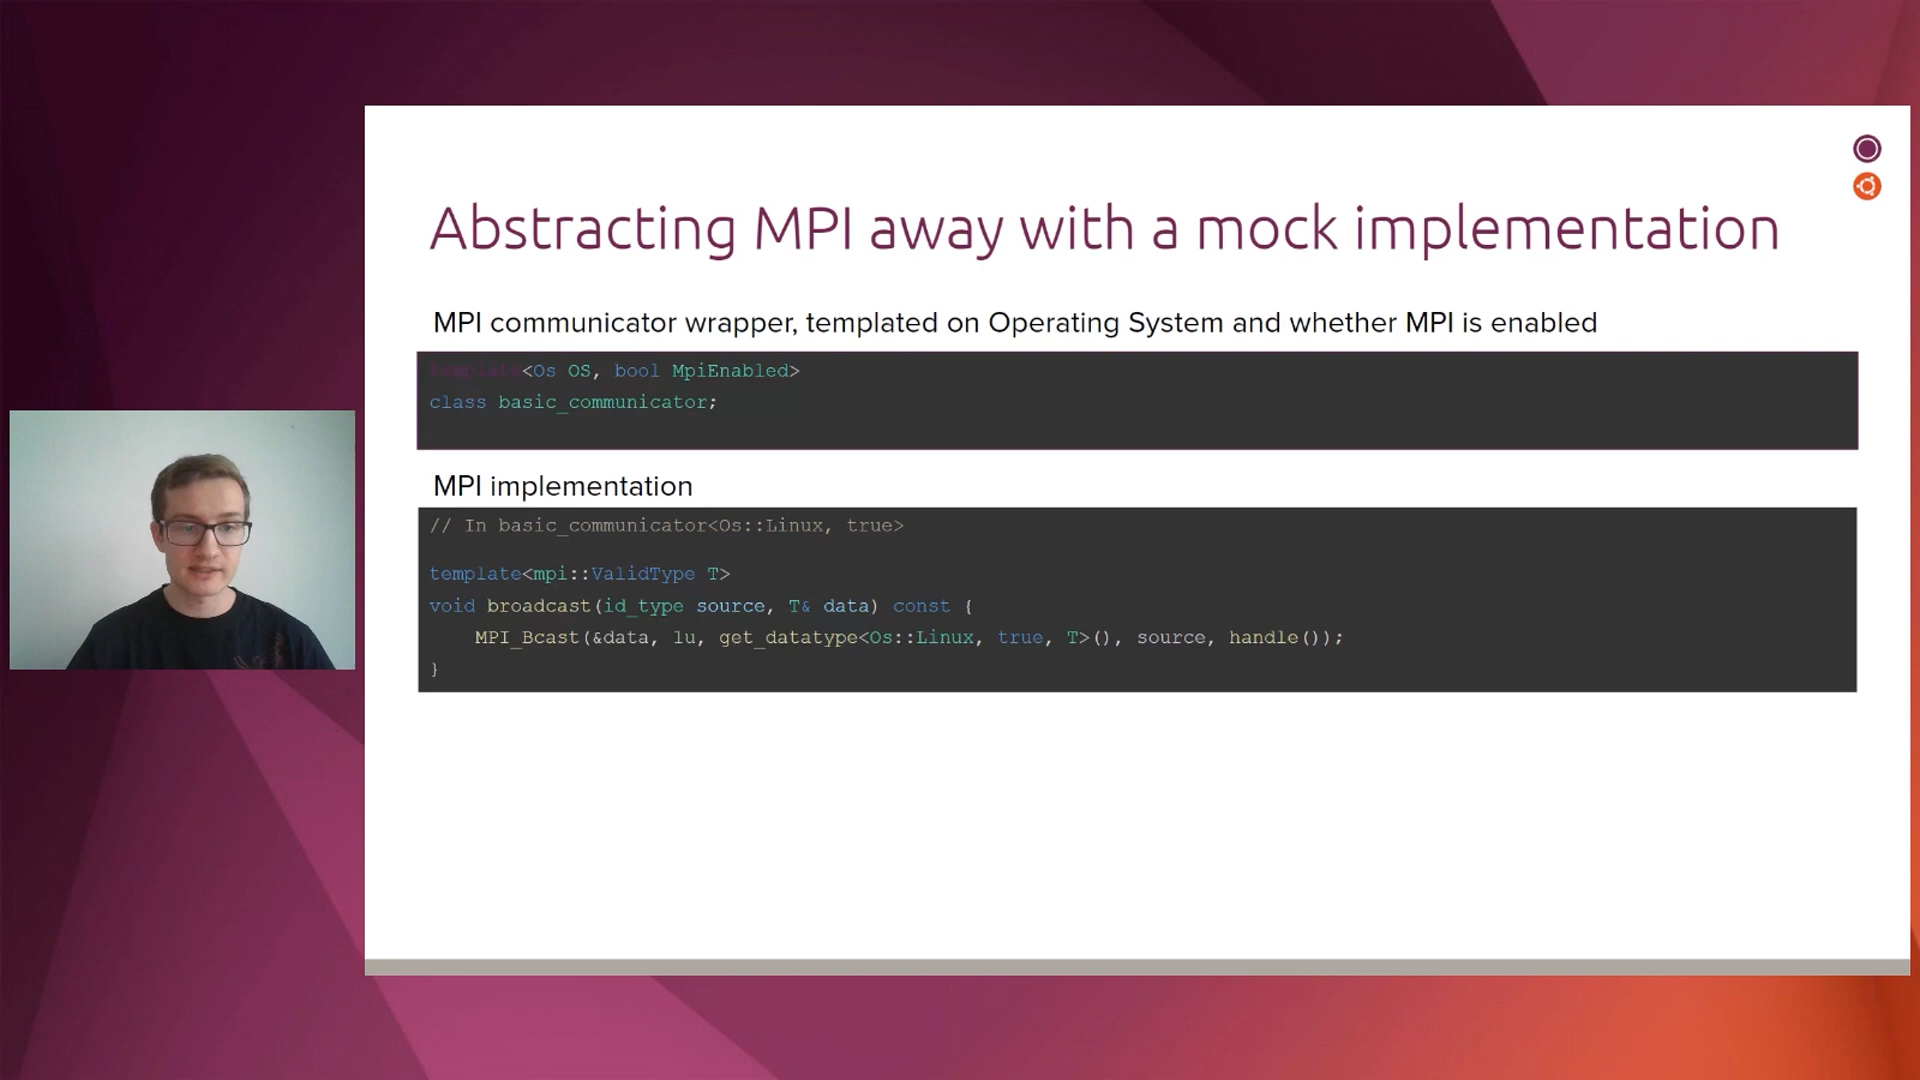 Abstracting MPI away with a mock implementation
MPI communicator wrapper, templated on Operating System and whether MPI is enabled
template<Os OS, bool MpiEnabled>
class basic_communicator;
MPI implementation
// In basic_communicator<Os::Linux, true>
template<mpi::ValidType T>
void broadcast(id_type source, T& data) const {
MPI_Bcast(&data, lu, get_datatype<Os::Linux, true, T>(), source, handle());
}